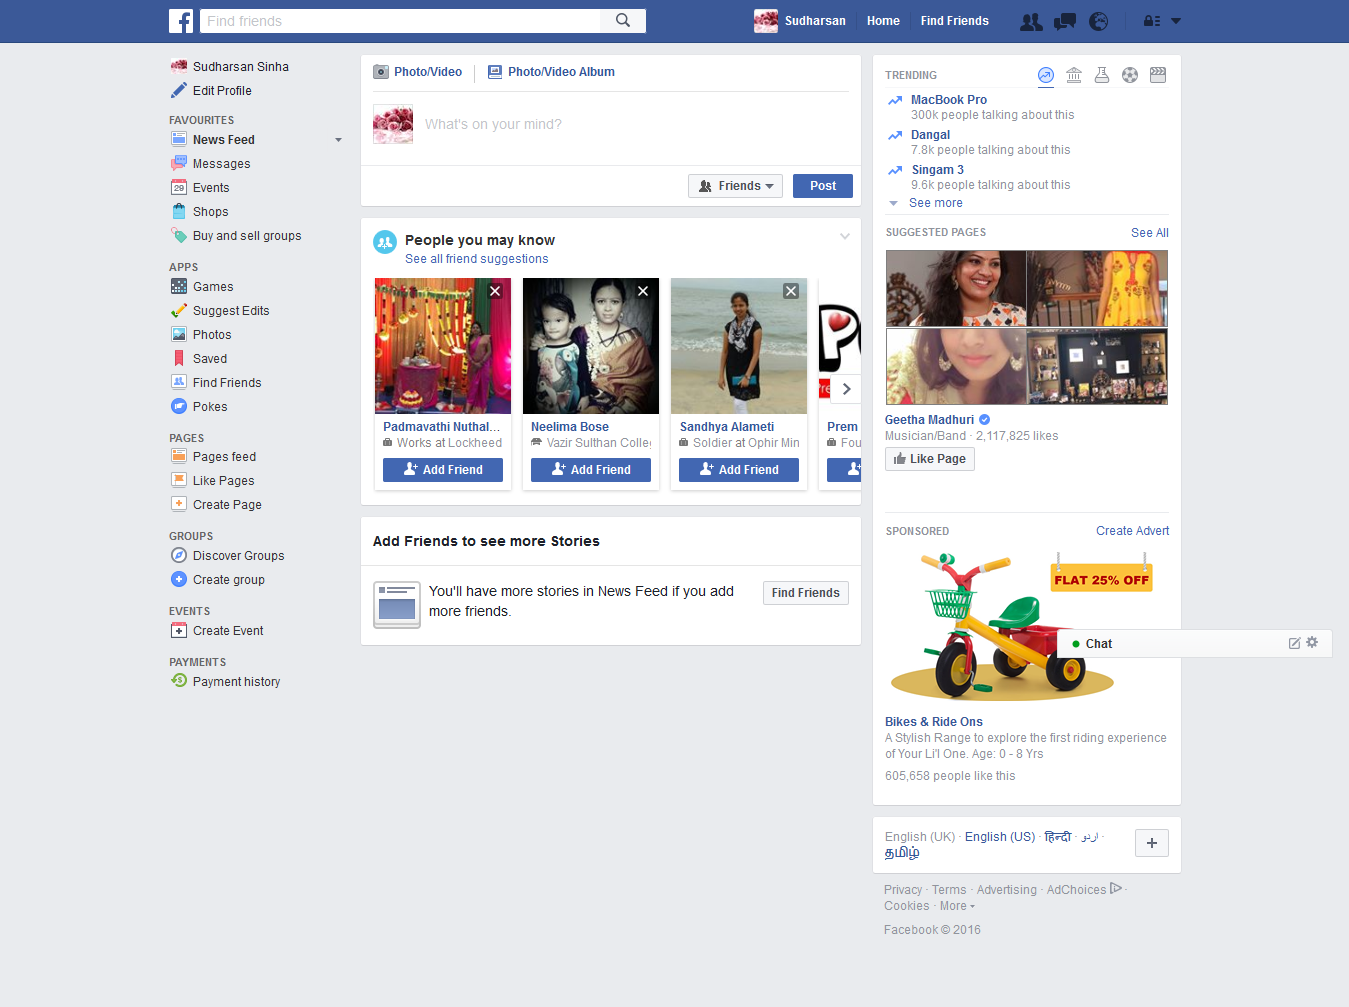 Find friends
Sudharsan
Home
Find Friends
Sudharsan Sinha
Edit Profile
FAVOURITES
News Feed
Messages
29
Events
Shops
Buy and sell groups
APPS
Games
Suggest Edits
Photos
Saved
Find Friends
Pokes
PAGES
Pages feed
Like Pages
Create Page
GROUPS
Discover Groups
Create group
EVENTS
Create Event
PAYMENTS
Payment history
Photo/Video
Photo/Video Album
What's on your mind?
Friends
Post
People you may know
See all friend suggestions
Padmavathi Nuthal...
Works at Lockheed
Add Friend
Neelima Bose
Vazir Sulthan Colle
Add Friend
Sandhya Alameti
Soldier at Ophir Min
Add Friend
Prem
Fou
Add Friends to see more Stories
You'll have more stories in News Feed if you add
more friends.
Find Friends
TRENDING
MacBook Pro
300k people talking about this
Dangal
7.8k people talking about this
Singam 3
9.6k people talking about this
See more
SUGGESTED PAGES
See All
Geetha Madhuri
Musician/Band · 2,117,825 likes
Like Page
SPONSORED
Create Advert
FLAT 25% OFF
Chat
Bikes & Ride Ons
A Stylish Range to explore the first riding experience
of Your Li'l One. Age: 0 - 8 Yrs
605,658 people like this
English (UK) · English (US) · हिन्दी · اردو ·
தமிழ்
Privacy · Terms · Advertising · AdChoices ·
Cookies · More
Facebook © 2016